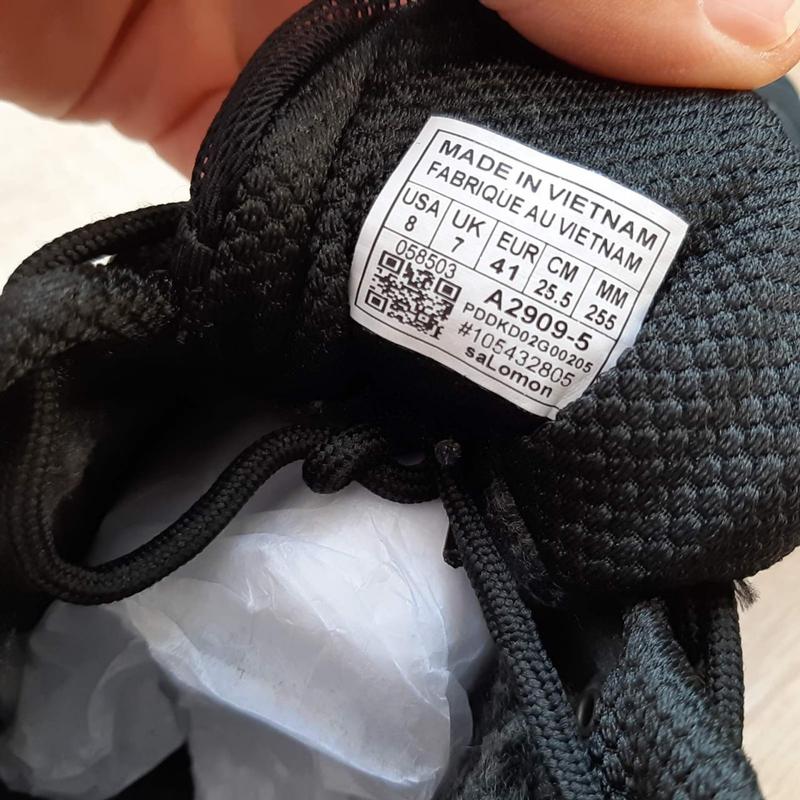 MADE IN VIETNAM
FABRIQUE AU VIETNAM
USA UK EUR CM MM
8 7 41 25.5 255
058503
A2909-5
PDDKD02G00205
#105432805
saLomon